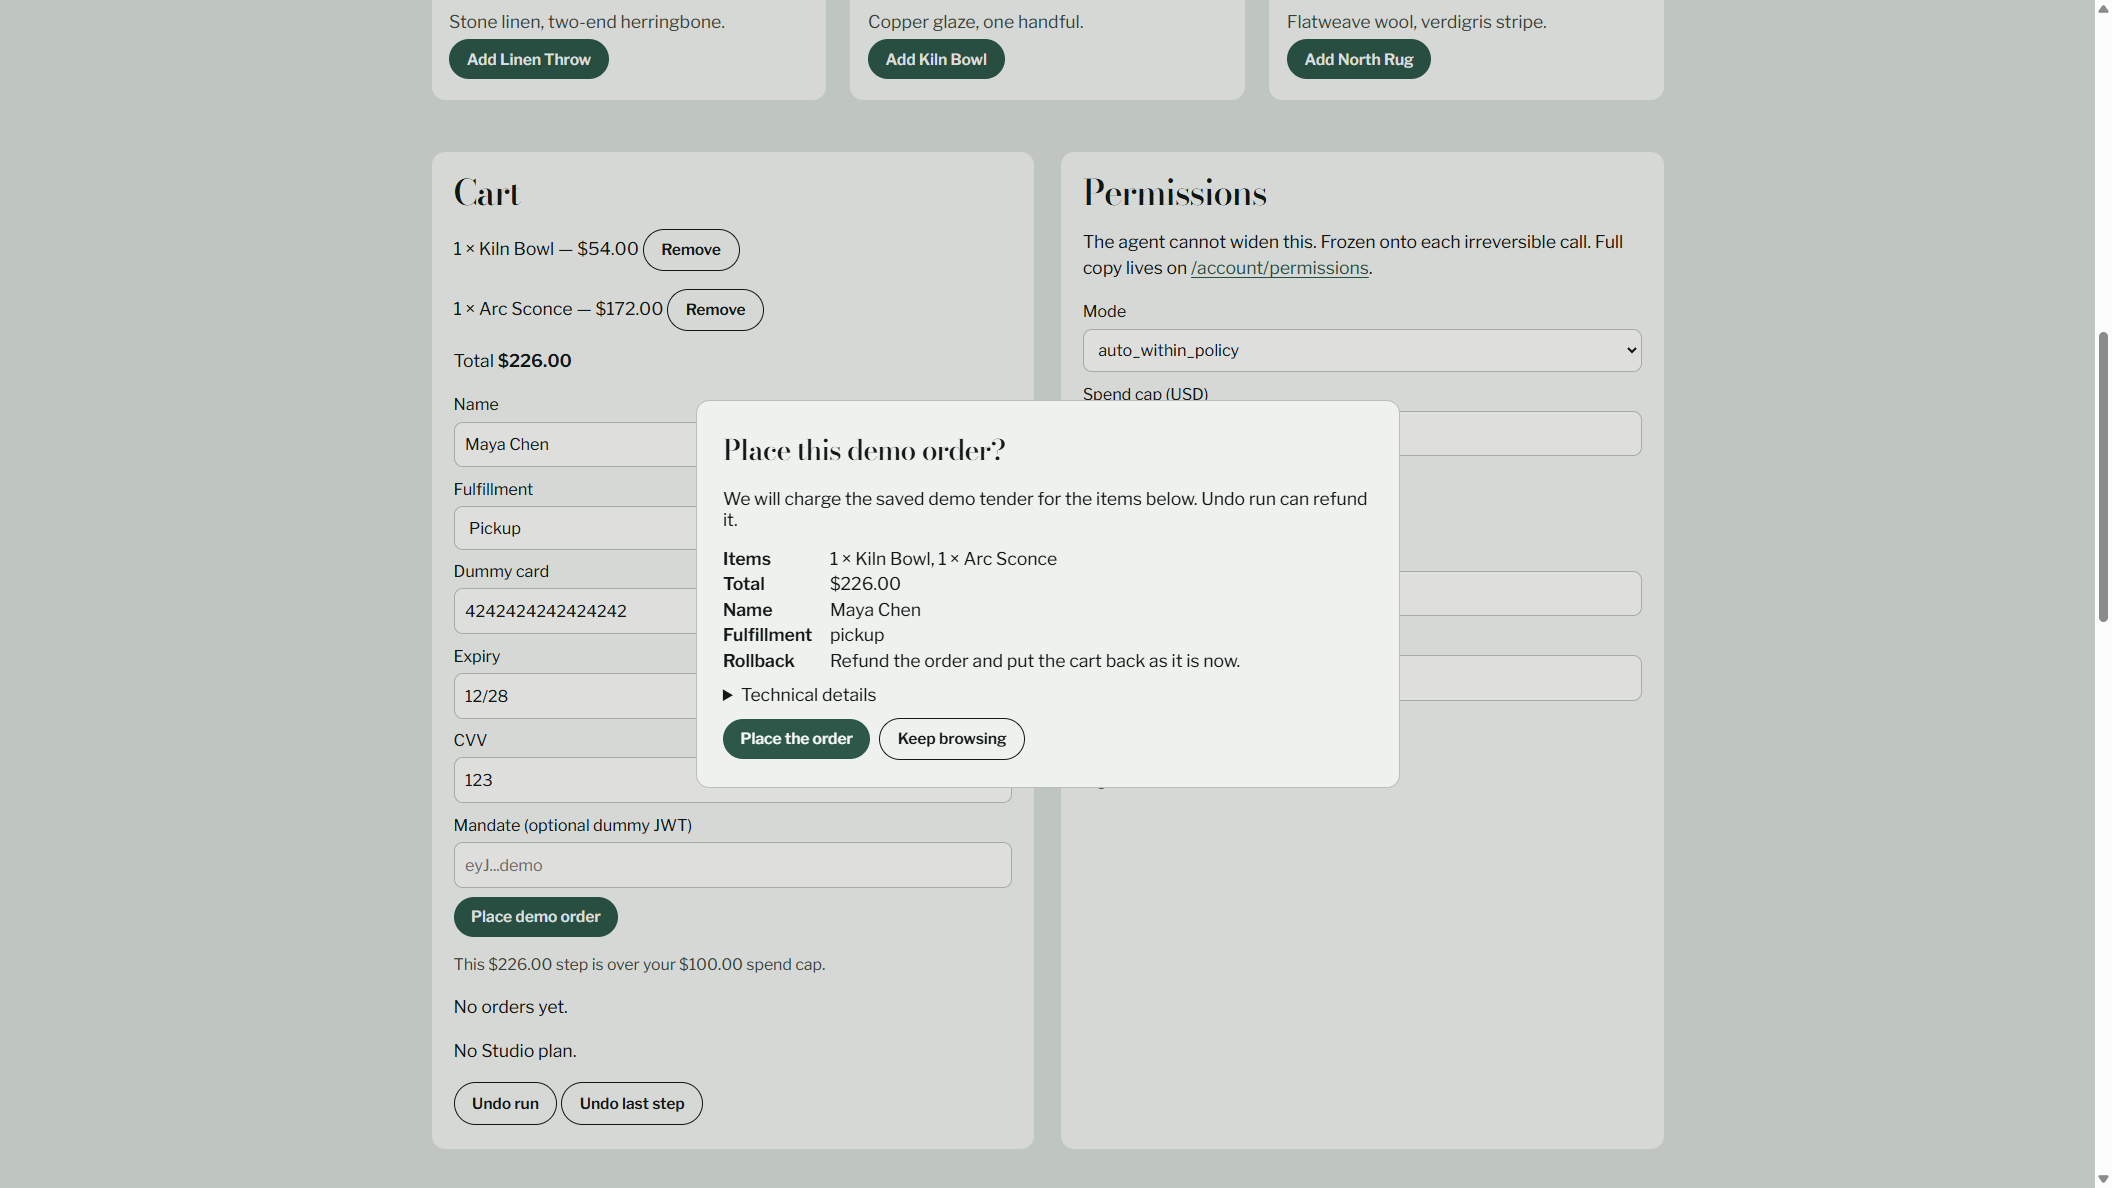 Stone linen, two-end herringbone.
Add Linen Throw
Copper glaze, one handful.
Add Kiln Bowl
Flatweave wool, verdigris stripe.
Add North Rug
Cart
1 × Kiln Bowl — $54.00 Remove
1 × Arc Sconce — $172.00 Remove
Total $226.00
Name
Maya Chen
Fulfillment
Pickup
Dummy card
4242424242424242
Expiry
12/28
CVV
123
Mandate (optional dummy JWT)
eyJ...demo
Place demo order
This $226.00 step is over your $100.00 spend cap.
No orders yet.
No Studio plan.
Undo run Undo last step
Permissions
The agent cannot widen this. Frozen onto each irreversible call. Full
copy lives on /account/permissions.
Mode
auto_within_policy
Spend cap (USD)
Place this demo order?
We will charge the saved demo tender for the items below. Undo run can refund
it.
Items 1 × Kiln Bowl, 1 × Arc Sconce
Total $226.00
Name Maya Chen
Fulfillment pickup
Rollback Refund the order and put the cart back as it is now.
Technical details
Place the order Keep browsing